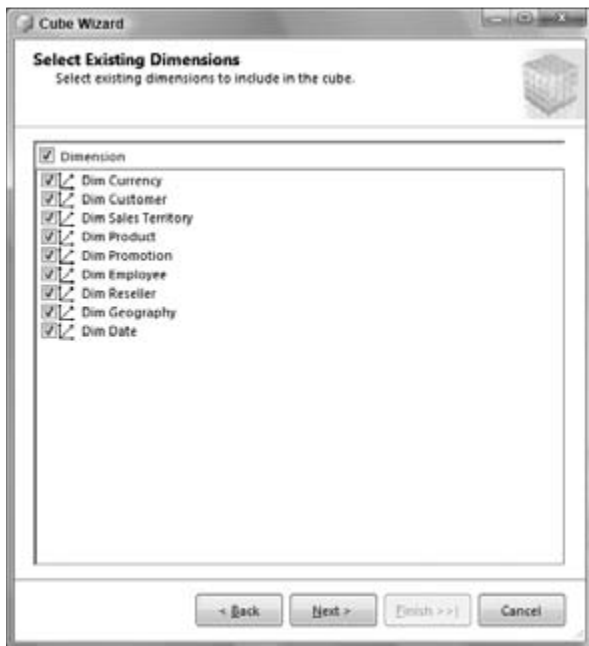 Cube Wizard
Select Existing Dimensions
Select existing dimensions to include in the cube.
Dimension
Dim Currency
Dim Customer
Dim Sales Territory
Dim Product
Dim Promotion
Dim Employee
Dim Reseller
Dim Geography
Dim Date
< Back
Next >
Finish >>|
Cancel